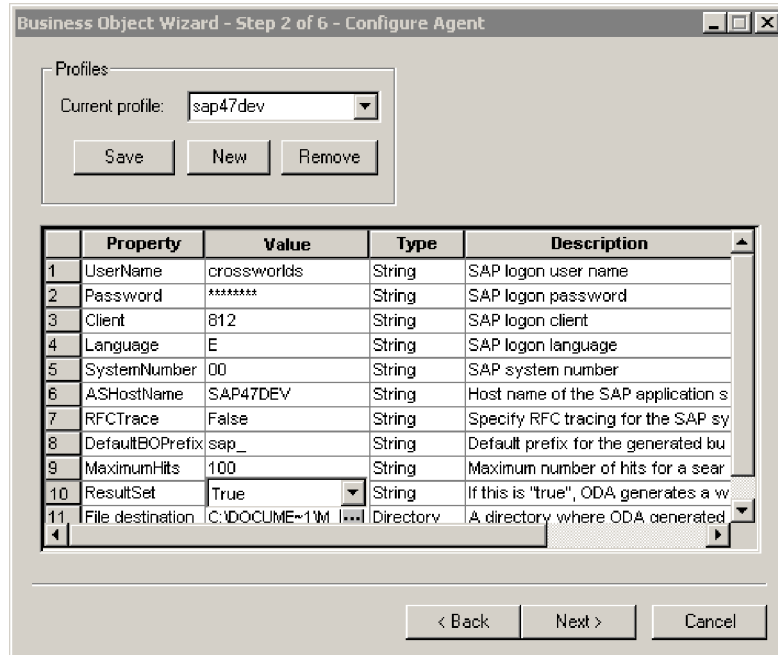 Business Object Wizard - Step 2 of 6 - Configure Agent
Profiles
Current profile: sap47dev
Save New Remove
Property Value Type Description
1 UserName crossworlds String SAP logon user name
2 Password ******** String SAP logon password
3 Client 812 String SAP logon client
4 Language E String SAP logon language
5 SystemNumber 00 String SAP system number
6 ASHostName SAP47DEV String Host name of the SAP application s
7 RFCTrace False String Specify RFC tracing for the SAP sy
8 DefaultBOPrefix sap_ String Default prefix for the generated bu
9 MaximumHits 100 String Maximum number of hits for a sear
10 ResultSet True String If this is "true", ODA generates a w
11 File destination C:\DOCUME~1\M ... Directory A directory where ODA generated
< Back Next > Cancel